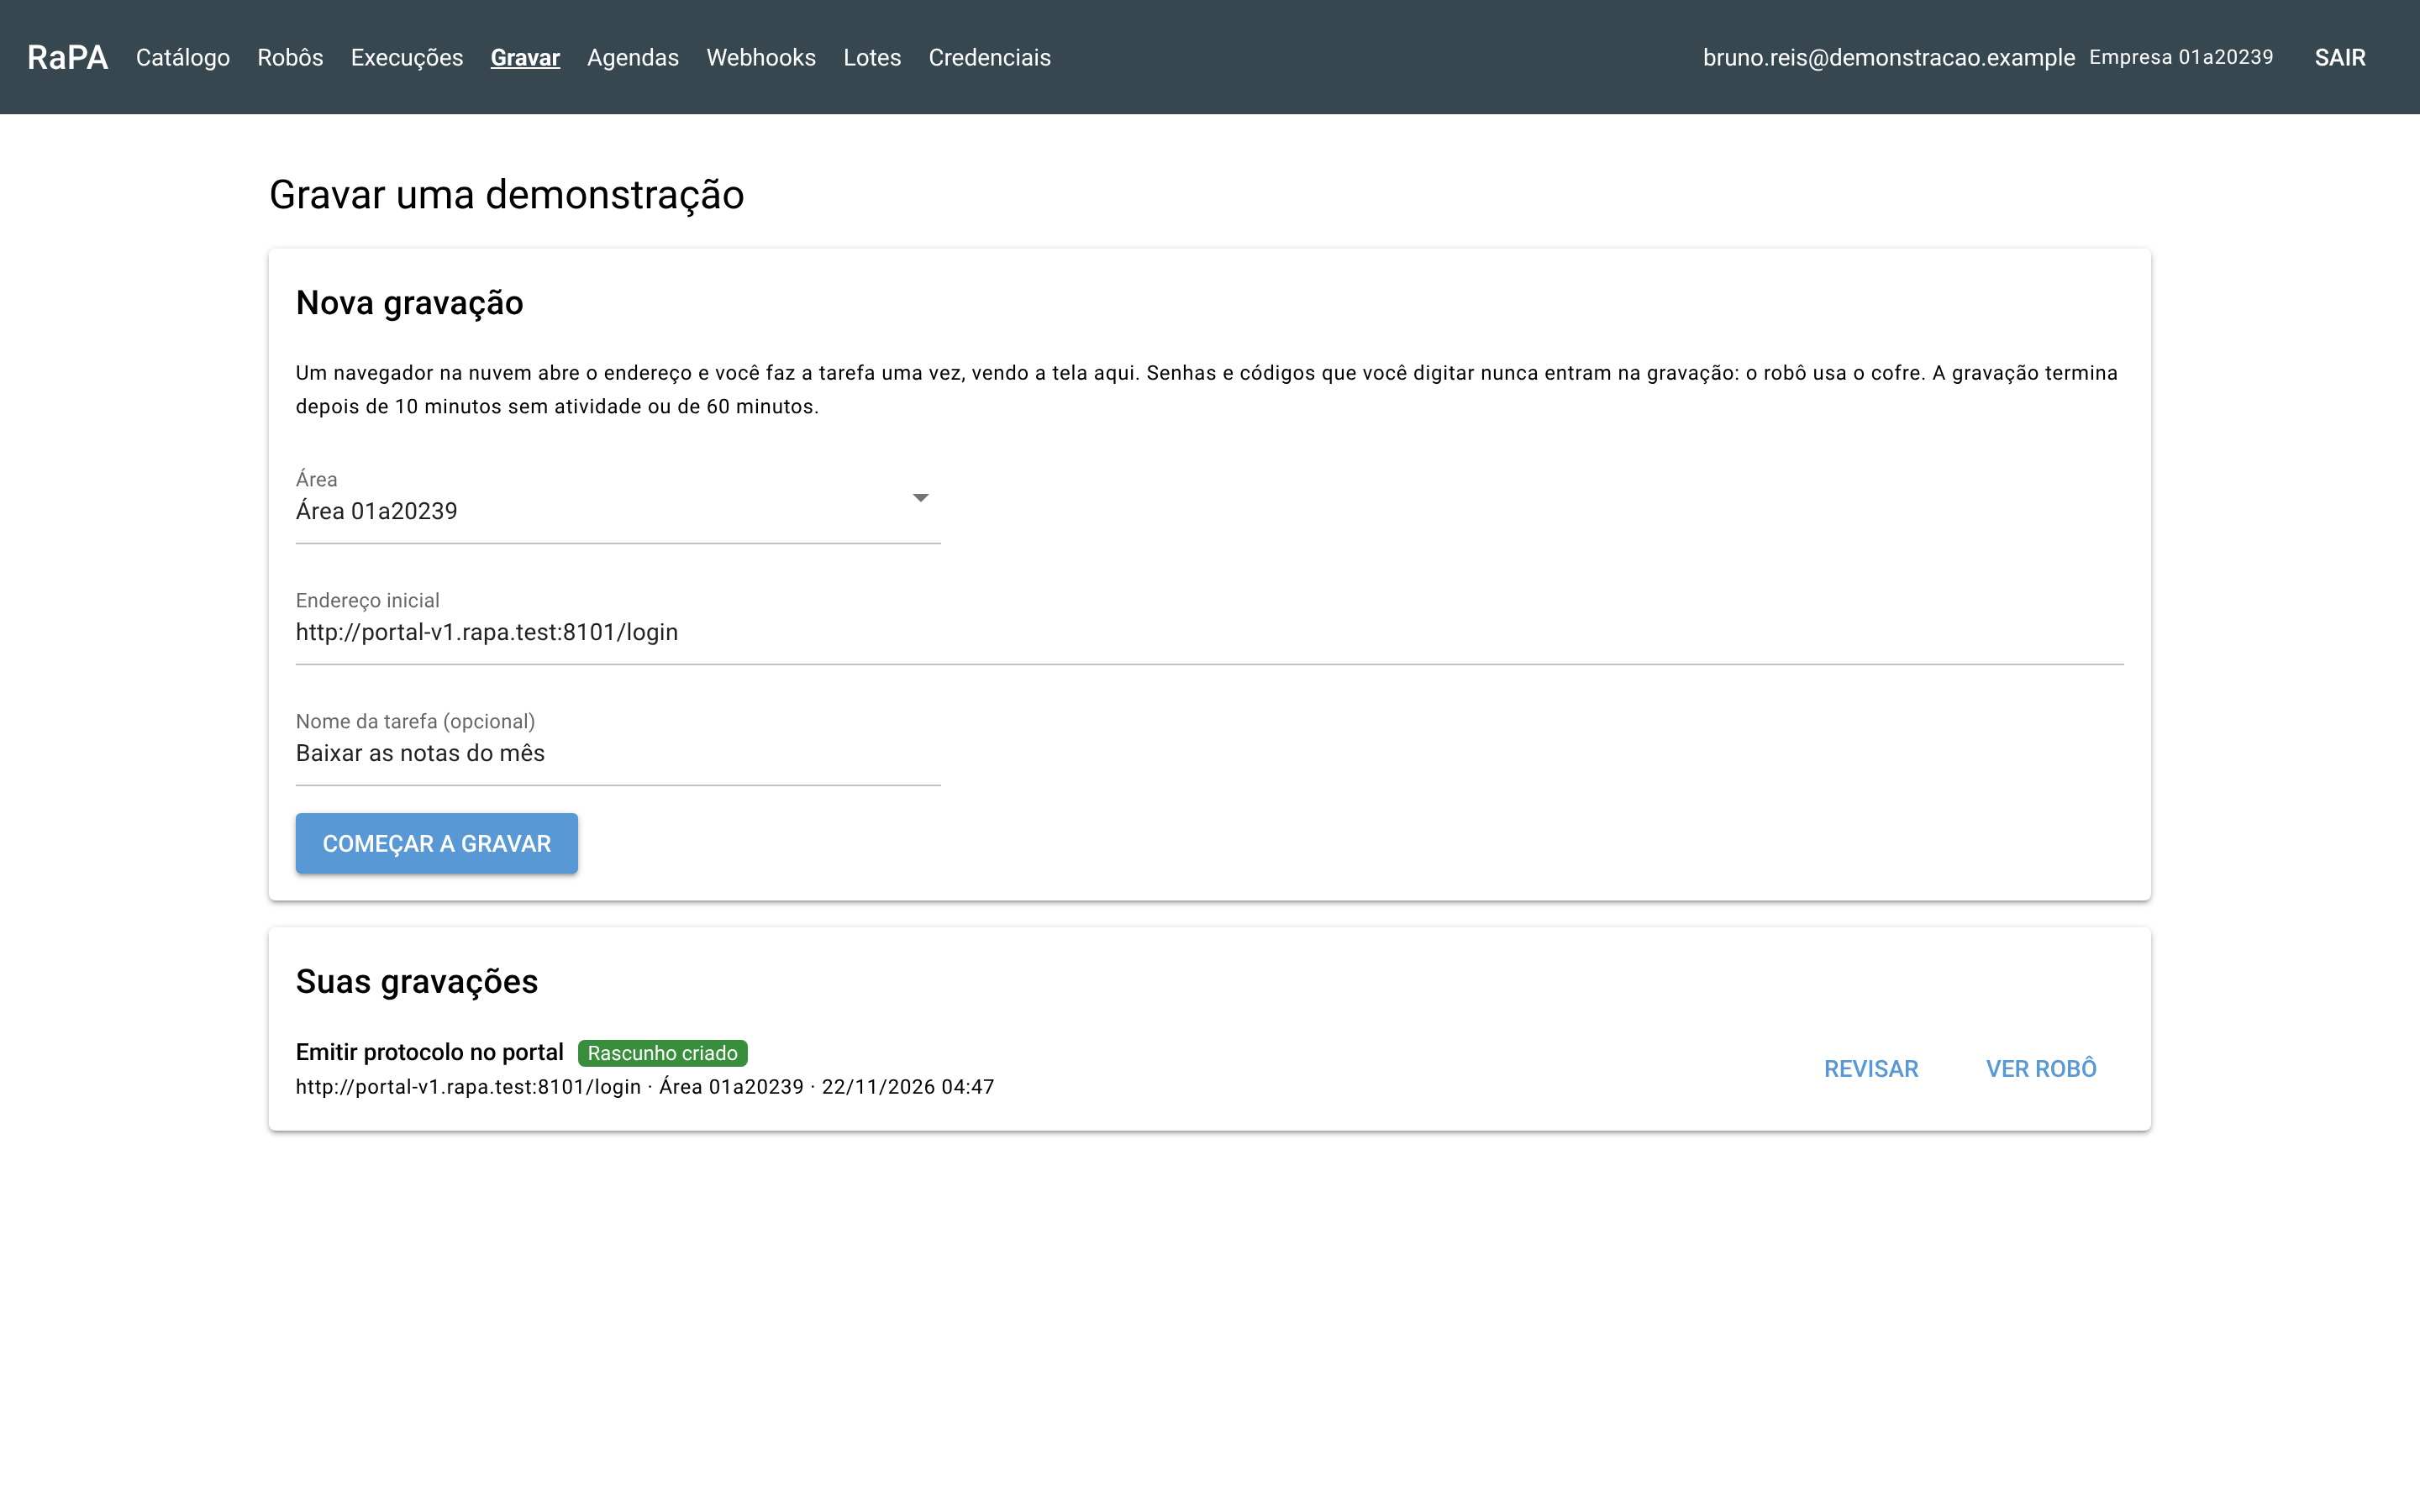 RaPA Catálogo Robôs Execuções Gravar Agendas Webhooks Lotes Credenciais bruno.reis@demonstracao.example Empresa 01a20239 SAIR
Gravar uma demonstração
Nova gravação
Um navegador na nuvem abre o endereço e você faz a tarefa uma vez, vendo a tela aqui. Senhas e códigos que você digitar nunca entram na gravação: o robô usa o cofre. A gravação termina
depois de 10 minutos sem atividade ou de 60 minutos.
Área
Área 01a20239
Endereço inicial
http://portal-v1.rapa.test:8101/login
Nome da tarefa (opcional)
Baixar as notas do mês
COMEÇAR A GRAVAR
Suas gravações
Emitir protocolo no portal Rascunho criado
http://portal-v1.rapa.test:8101/login · Área 01a20239 · 22/11/2026 04:47
REVISAR VER ROBÔ